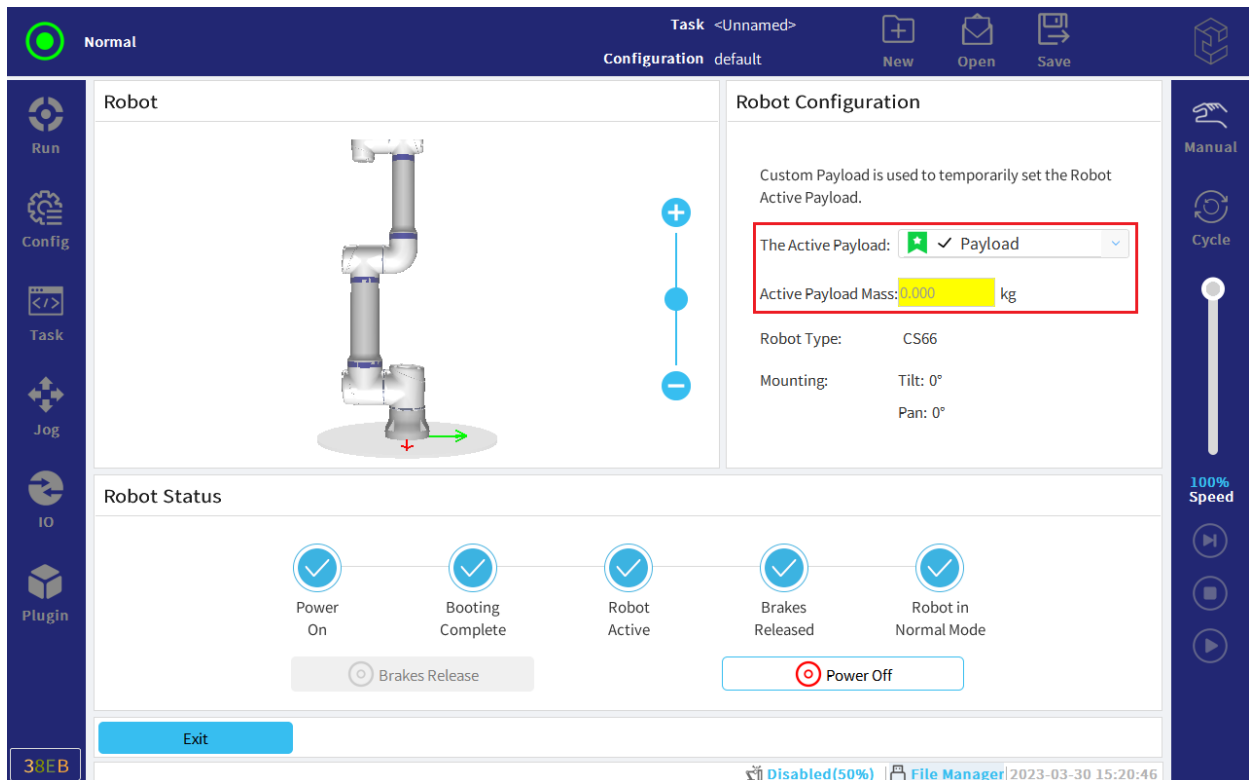 Normal
Task <Unnamed>
Configuration default
New
Open
Save
Run
Config
Task
Jog
IO
Plugin
38EB
Robot
Robot Configuration
Custom Payload is used to temporarily set the Robot
Active Payload.
The Active Payload: Payload
Active Payload Mass: 0.000 kg
Robot Type: CS66
Mounting: Tilt: 0°
Pan: 0°
Robot Status
Power
On
Booting
Complete
Robot
Active
Brakes
Released
Robot in
Normal Mode
Brakes Release
Power Off
Exit
Disabled(50%) File Manager 2023-03-30 15:20:46
Manual
Cycle
100%
Speed